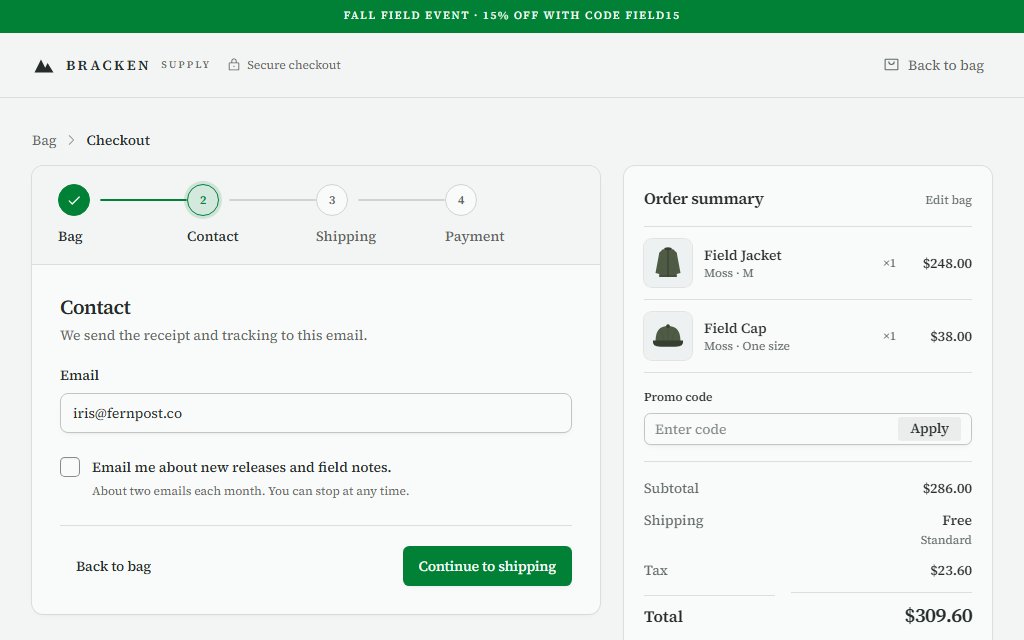 FALL FIELD EVENT · 15% OFF WITH CODE FIELD15
BRACKEN SUPPLY
Secure checkout
Back to bag
Bag
Checkout
2
3
4
Bag
Contact
Shipping
Payment
Contact
We send the receipt and tracking to this email.
Email
iris@fernpost.co
Email me about new releases and field notes.
About two emails each month. You can stop at any time.
Back to bag
Continue to shipping
Order summary
Edit bag
Field Jacket
Moss · M
×1
$248.00
Field Cap
Moss · One size
×1
$38.00
Promo code
Enter code
Apply
Subtotal
$286.00
Shipping
Free
Standard
Tax
$23.60
Total
$309.60